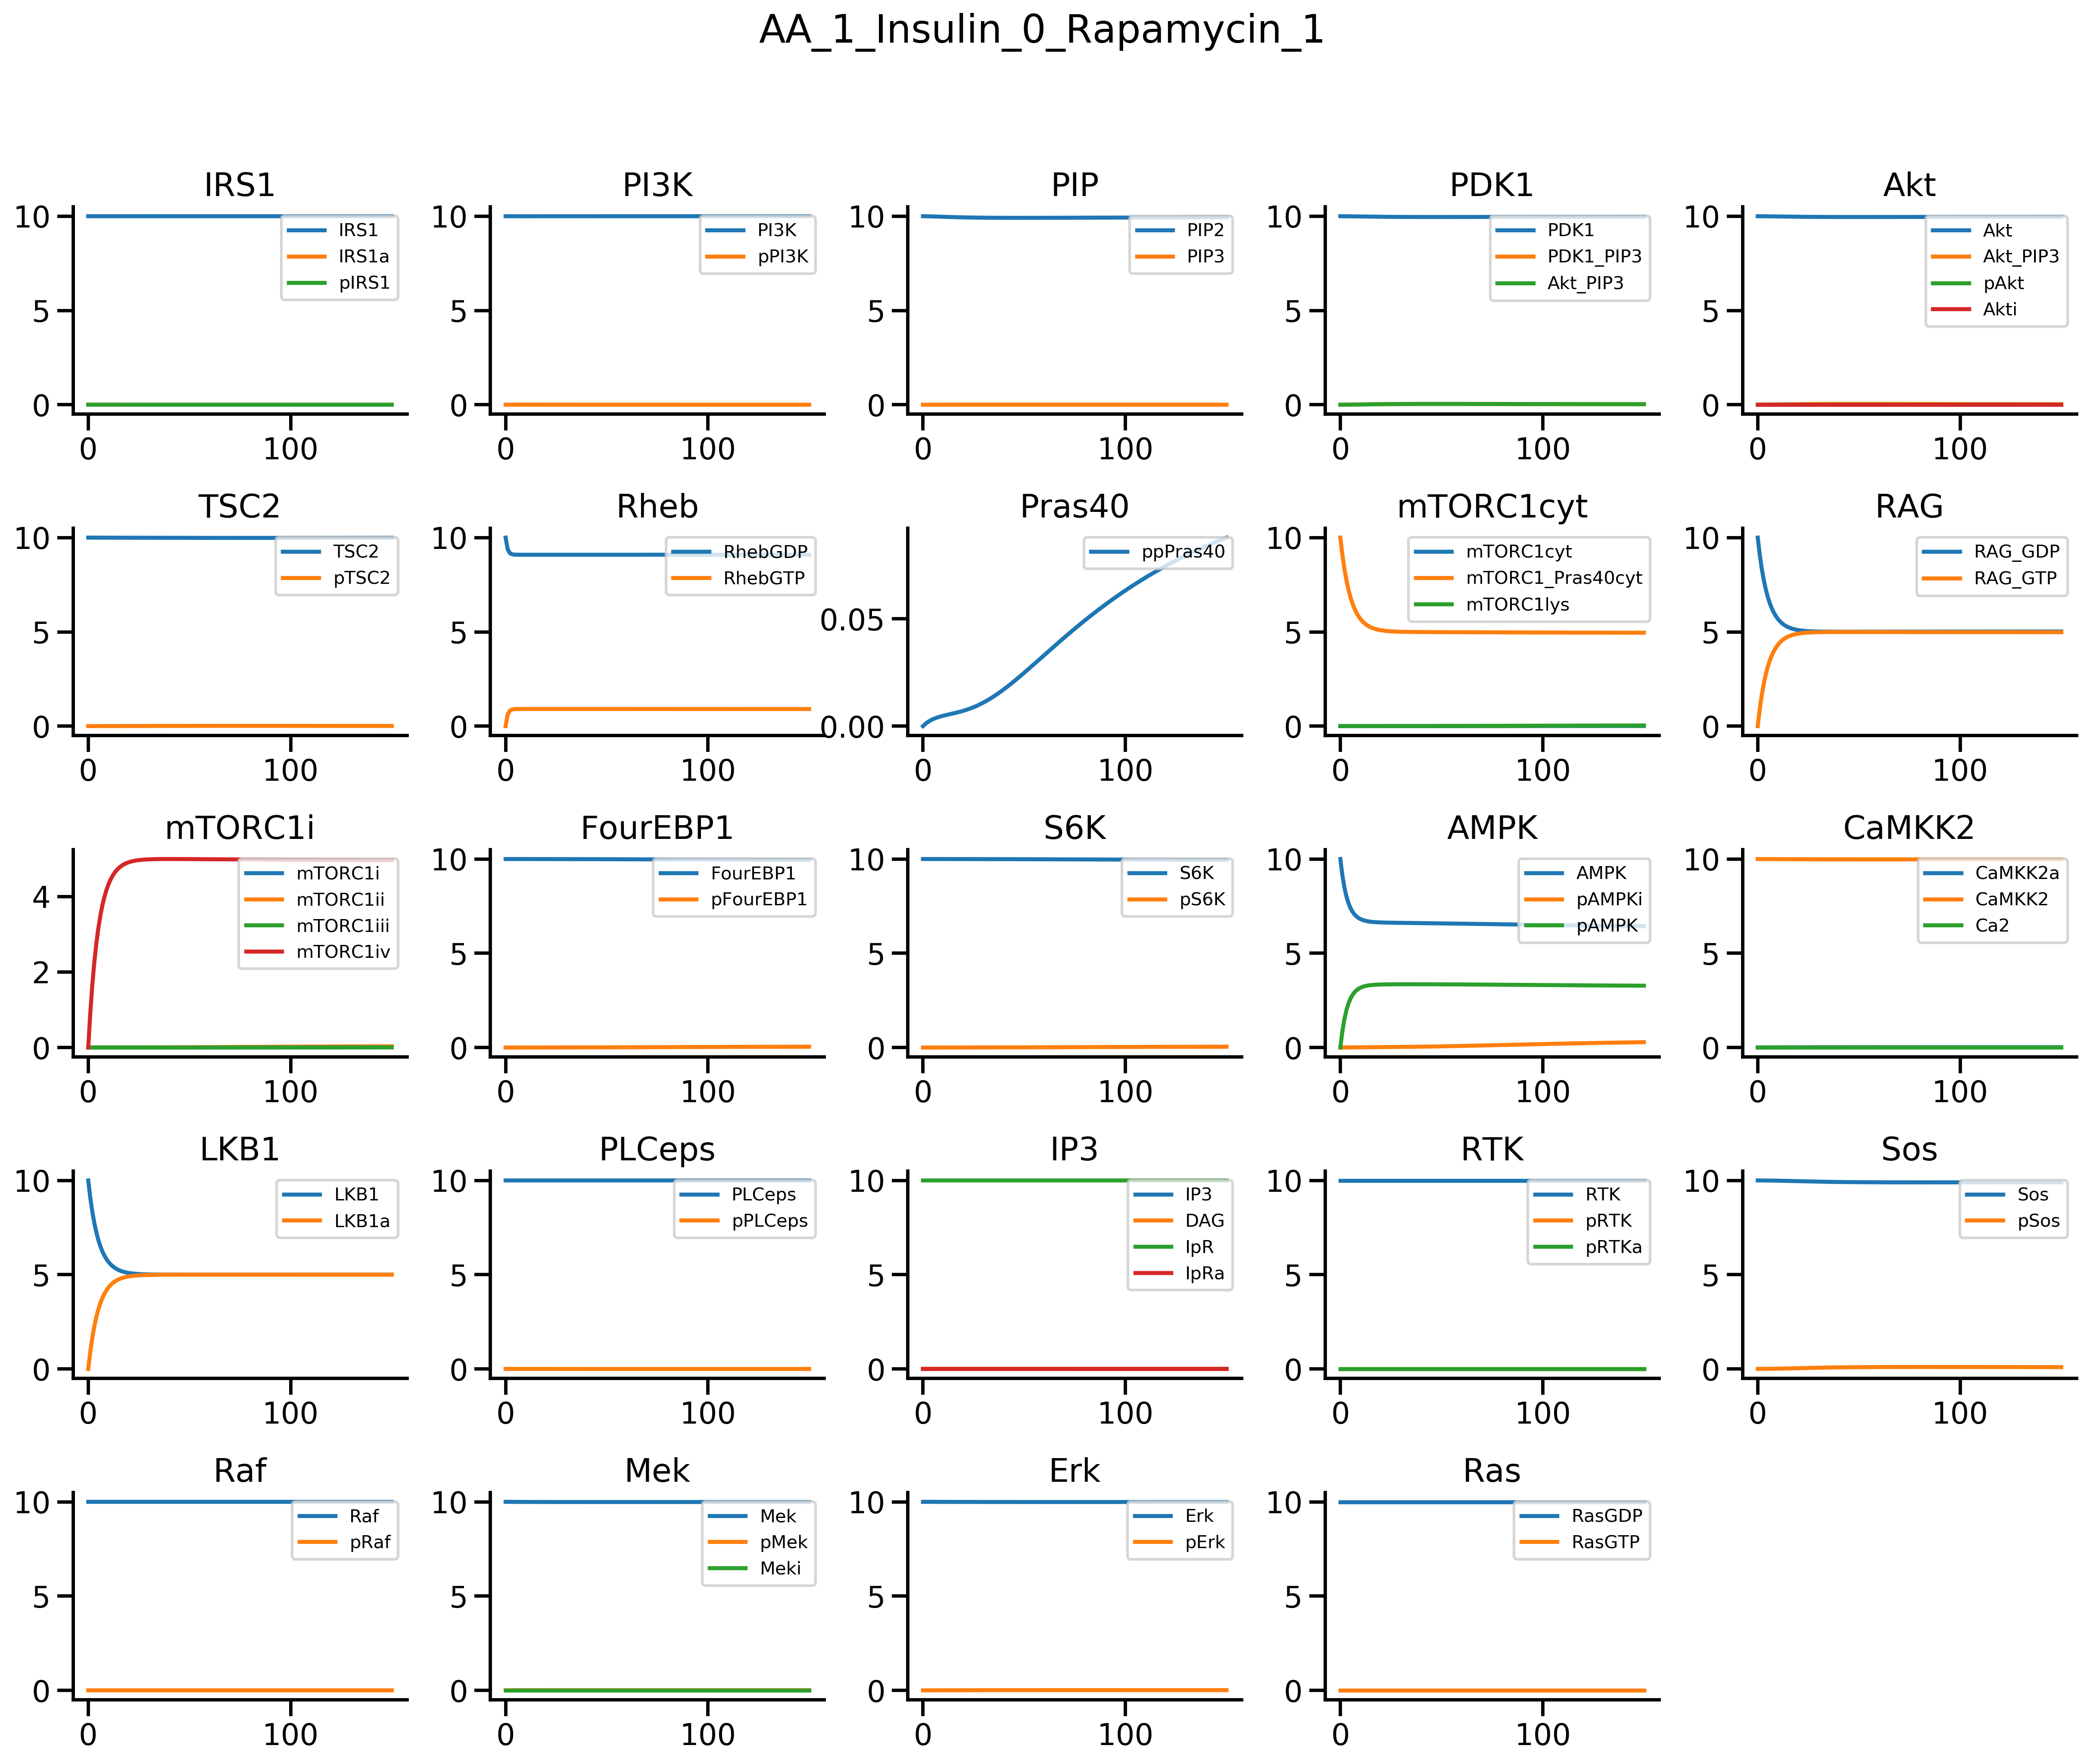 AA_1_Insulin_0_Rapamycin_1
IRS1
10
5
0
0
100
IRS1
IRS1a
pIRS1
PI3K
10
5
0
0
100
PI3K
pPI3K
PIP
10
5
0
0
100
PIP2
PIP3
PDK1
10
5
0
0
100
PDK1
PDK1_PIP3
Akt_PIP3
Akt
10
5
0
0
100
Akt
Akt_PIP3
pAkt
Akti
TSC2
10
5
0
0
100
TSC2
pTSC2
Rheb
10
5
0
0
100
RhebGDP
RhebGTP
Pras40
0.05
0.00
0
100
ppPras40
mTORC1cyt
10
5
0
0
100
mTORC1cyt
mTORC1_Pras40cyt
mTORC1lys
RAG
10
5
0
0
100
RAG_GDP
RAG_GTP
mTORC1i
4
2
0
0
100
mTORC1i
mTORC1ii
mTORC1iii
mTORC1iv
FourEBP1
10
5
0
0
100
FourEBP1
pFourEBP1
S6K
10
5
0
0
100
S6K
pS6K
AMPK
10
5
0
0
100
AMPK
pAMPKi
pAMPK
CaMKK2
10
5
0
0
100
CaMKK2a
CaMKK2
Ca2
LKB1
10
5
0
0
100
LKB1
LKB1a
PLCeps
10
5
0
0
100
PLCeps
pPLCeps
IP3
10
5
0
0
100
IP3
DAG
IpR
IpRa
RTK
10
5
0
0
100
RTK
pRTK
pRTKa
Sos
10
5
0
0
100
Sos
pSos
Raf
10
5
0
0
100
Raf
pRaf
Mek
10
5
0
0
100
Mek
pMek
Meki
Erk
10
5
0
0
100
Erk
pErk
Ras
10
5
0
0
100
RasGDP
RasGTP